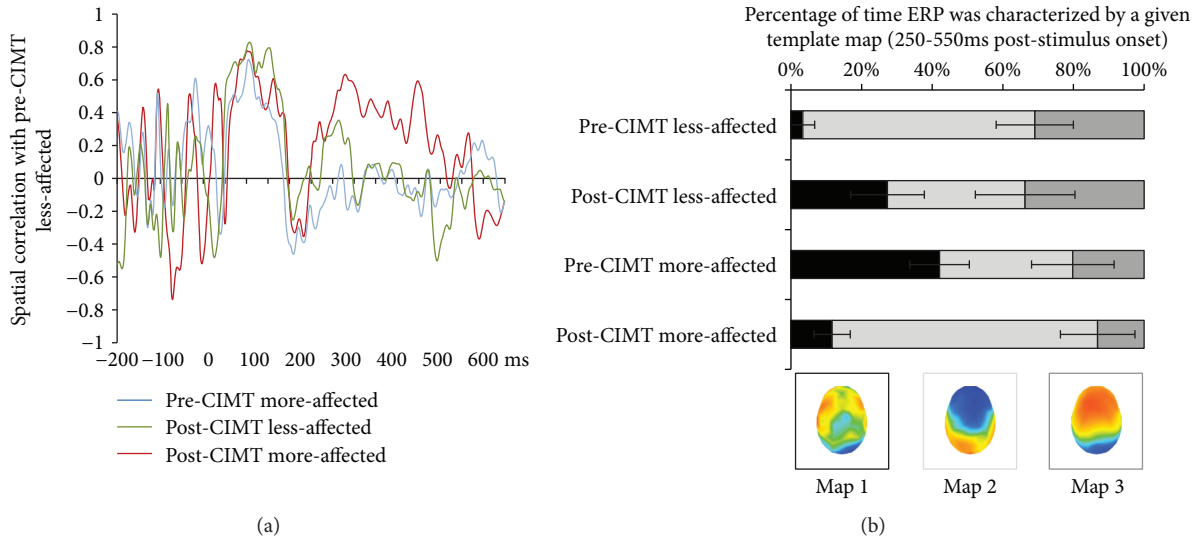 1
0.8
0.6
0.4
0.2
0
−0.2
−0.4
−0.6
−0.8
−1
Spatial correlation with pre-CIMT
less-affected
−200 −100 0 100 200 300 400 500 600 ms
Pre-CIMT more-affected
Post-CIMT less-affected
Post-CIMT more-affected
(a)
Percentage of time ERP was characterized by a given
template map (250-550ms post-stimulus onset)
0% 20% 40% 60% 80% 100%
Pre-CIMT less-affected
Post-CIMT less-affected
Pre-CIMT more-affected
Post-CIMT more-affected
Map 1 Map 2 Map 3
(b)